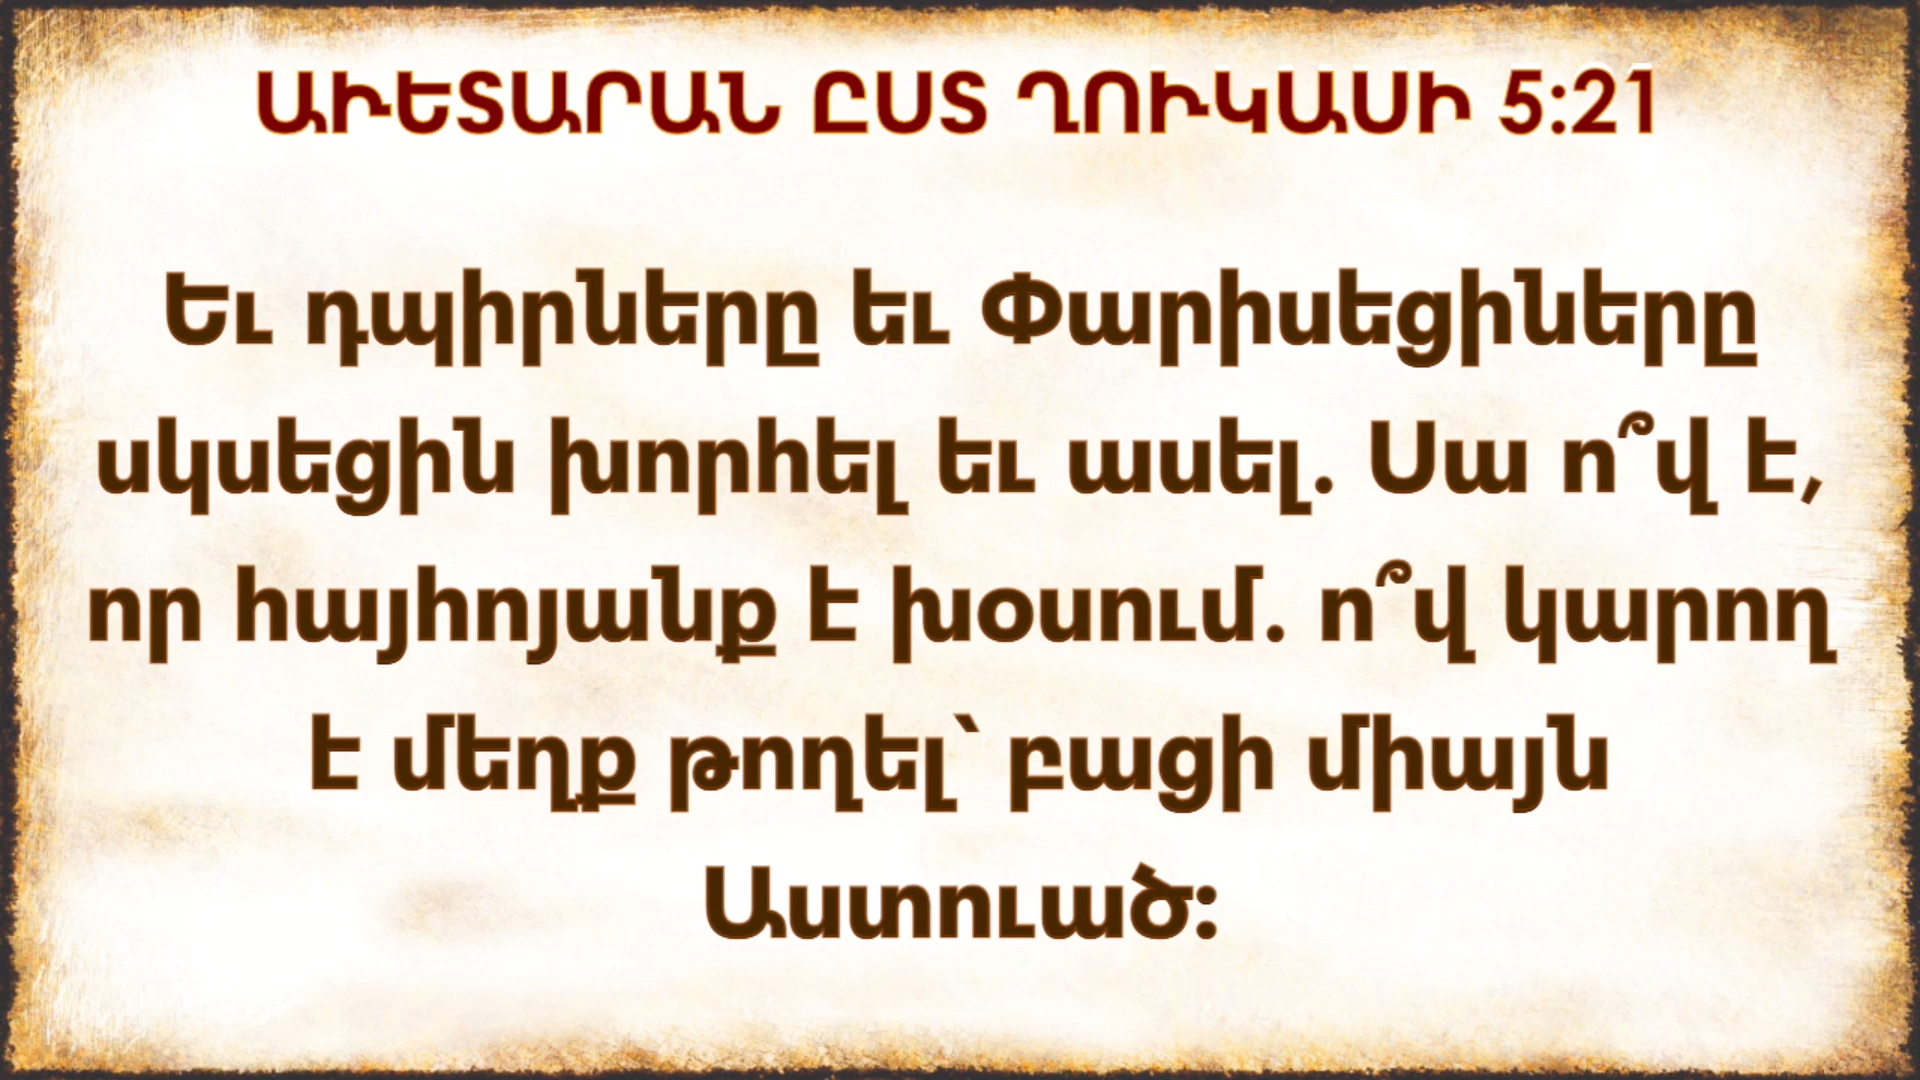 ԱՒԵՏԱՐԱՆ ԸՍՏ ՂՈՒԿԱՍԻ 5:21
Եւ դպիրները եւ Փարիսեցիները
սկսեցին խորհել եւ ասել. Սա ո՞վ է,
որ հայհոյանք է խօսում. ո՞վ կարող
է մեղք թողել՝ բացի միայն
Աստուած: